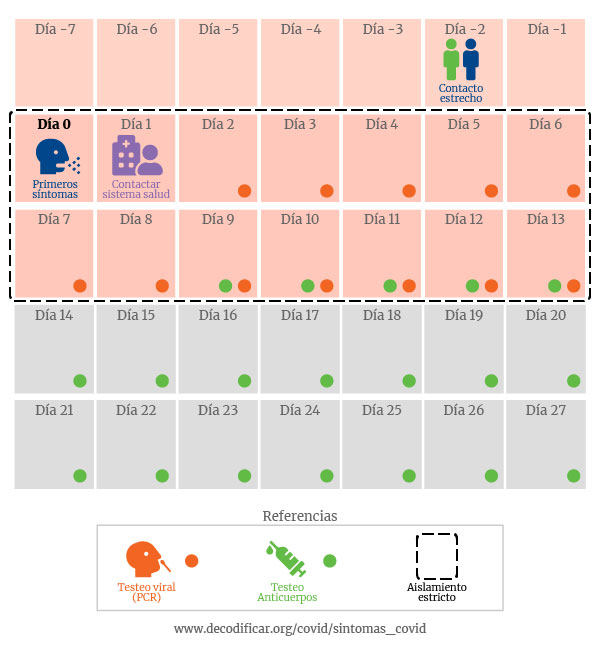 Día -7
Día -6
Día -5
Día -4
Día -3
Día -2
Día -1
Contacto
estrecho
Día 0
Día 1
Día 2
Día 3
Día 4
Día 5
Día 6
Primeros
síntomas
Contactar
sistema salud
Día 7
Día 8
Día 9
Día 10
Día 11
Día 12
Día 13
Día 14
Día 15
Día 16
Día 17
Día 18
Día 19
Día 20
Día 21
Día 22
Día 23
Día 24
Día 25
Día 26
Día 27
Referencias
Testeo viral
(PCR)
Testeo
Anticuerpos
Aislamiento
estricto
www.decodificar.org/covid/sintomas_covid